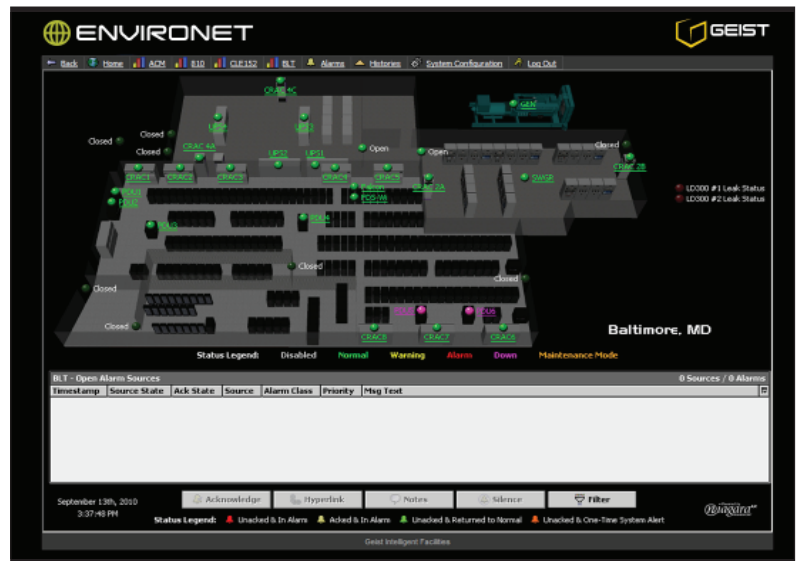 ENVIRONET
GEIST
Back Home ACM 810 CLE152 BLT Alarms Histories System Configuration Log Out
CRAC 4C
GEN
UPS2
Closed
Closed
Closed
CRAC 4A
UPS2 UPS1
Open
Open
Closed
CRAC 2B
CRAC1 CRAC2 CRAC3 CRAC4 CRAC5
CRAC 2A
SWGR
LD300 #1 Leak Status
LD300 #2 Leak Status
PDU1
PDU2
PDU3
PDU4
Closed
Closed
Closed
Closed
Baltimore, MD
CRAC8 CRAC7 CRAC6
Status Legend: Disabled Normal Warning Alarm Down Maintenance Mode
BLT - Open Alarm Sources 0 Sources / 0 Alarms
Timestamp Source State Ack State Source Alarm Class Priority Msg Text
September 13th, 2010
3:37:48 PM
Acknowledge Hyperlink Notes Silence Filter
Status Legend: Unacked & In Alarm Acked & In Alarm Unacked & Returned to Normal Unacked & One-Time System Alert
Niagara
Geist Intelligent Facilities